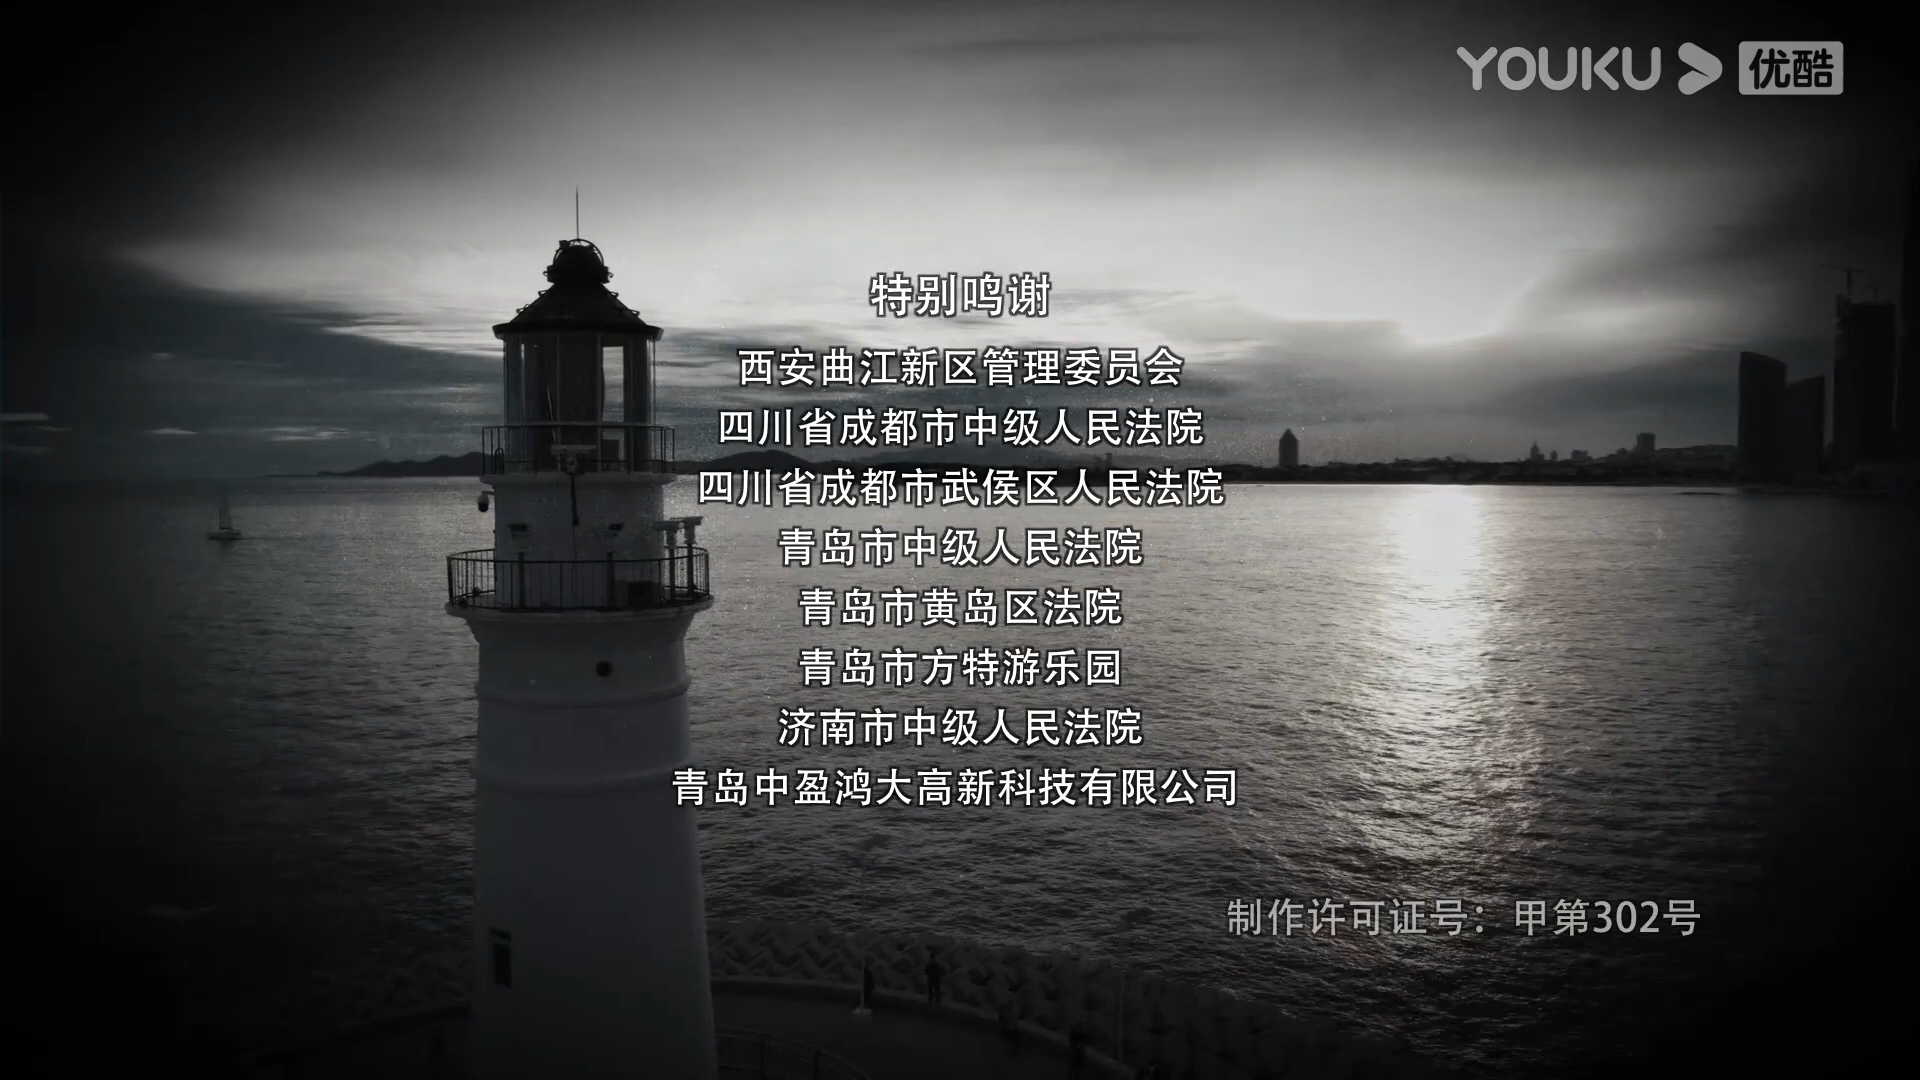 YOUKU 优酷
特别鸣谢
西安曲江新区管理委员会
四川省成都市中级人民法院
四川省成都市武侯区人民法院
青岛市中级人民法院
青岛市黄岛区法院
青岛市方特游乐园
济南市中级人民法院
青岛中盈鸿大高新科技有限公司
制作许可证号：甲第302号